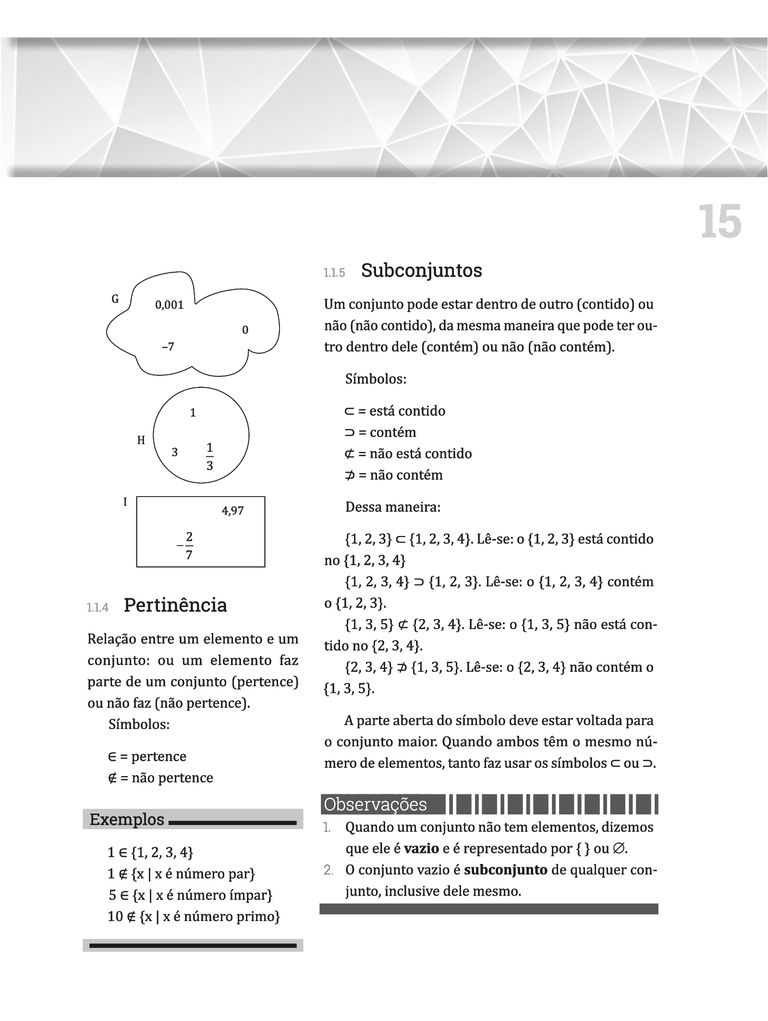 15
G
0,001
0
–7
H
1
3
1
3
I
4,97
–
2
7
1.1.4 Pertinência
Relação entre um elemento e um
conjunto: ou um elemento faz
parte de um conjunto (pertence)
ou não faz (não pertence).
Símbolos:
∈ = pertence
∉ = não pertence
Exemplos
1 ∈ {1, 2, 3, 4}
1 ∉ {x | x é número par}
5 ∈ {x | x é número ímpar}
10 ∉ {x | x é número primo}
1.1.5 Subconjuntos
Um conjunto pode estar dentro de outro (contido) ou
não (não contido), da mesma maneira que pode ter ou-
tro dentro dele (contém) ou não (não contém).
Símbolos:
⊂ = está contido
⊃ = contém
⊄ = não está contido
⊅ = não contém
Dessa maneira:
{1, 2, 3} ⊂ {1, 2, 3, 4}. Lê-se: o {1, 2, 3} está contido
no {1, 2, 3, 4}
{1, 2, 3, 4} ⊃ {1, 2, 3}. Lê-se: o {1, 2, 3, 4} contém
o {1, 2, 3}.
{1, 3, 5} ⊄ {2, 3, 4}. Lê-se: o {1, 3, 5} não está con-
tido no {2, 3, 4}.
{2, 3, 4} ⊅ {1, 3, 5}. Lê-se: o {2, 3, 4} não contém o
{1, 3, 5}.
A parte aberta do símbolo deve estar voltada para
o conjunto maior. Quando ambos têm o mesmo nú-
mero de elementos, tanto faz usar os símbolos ⊂ ou ⊃.
Observações
1. Quando um conjunto não tem elementos, dizemos
que ele é vazio e é representado por { } ou ∅.
2. O conjunto vazio é subconjunto de qualquer con-
junto, inclusive dele mesmo.